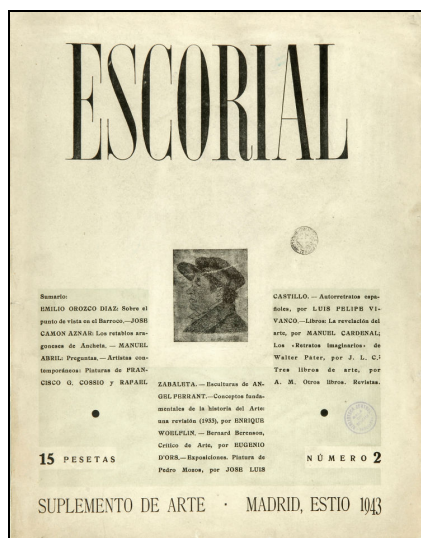 ESCORIAL
Sumario:
EMILIO OROZCO DIAZ: Sobre el
punto de vista en el Barroco.—JOSE
CAMON AZNAR: Los retablos ara-
goneses de Ancheta. — MANUEL
ABRIL: Preguntas. — Artistas con-
temporáneos: Pinturas de FRAN-
CISCO G. COSSIO y RAFAEL
ZABALETA. — Esculturas de AN-
GEL FERRANT.—Conceptos funda-
mentales de la historia del Arte:
una revisión (1933), por ENRIQUE
WOELFLIN. — Bernard Berenson,
Crítico de Arte, por EUGENIO
D'ORS.—Exposiciones. Pintura de
Pedro Mozos, por JOSE LUIS
CASTILLO. — Autorretratos espa-
ñoles, por LUIS FELIPE VI-
VANCO.—Libros: La revelación del
arte, por MANUEL CARDENAL;
Los «Retratos imaginarios» de
Walter Pater, por J. L. C.;
Tres libros de arte, por
A. M. Otros libros. Revistas.
15 PESETAS
NÚMERO 2
SUPLEMENTO DE ARTE · MADRID, ESTIO 1943